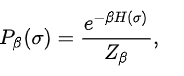 P_β(σ) = e^{-βH(σ)} / Z_β,